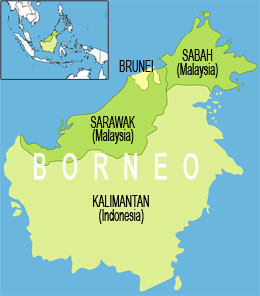 SABAH
(Malaysia)
BRUNEI
SARAWAK
(Malaysia)
BORNEO
KALIMANTAN
(Indonesia)